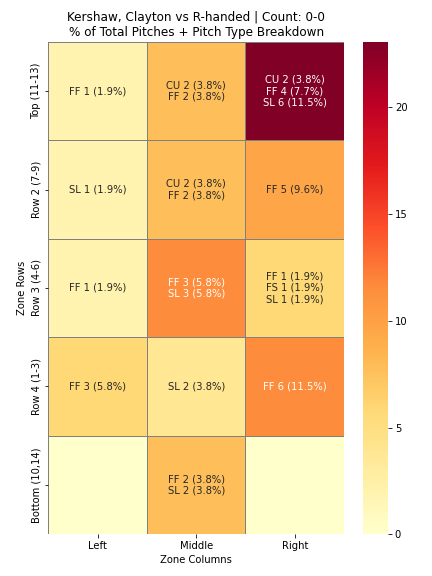 Kershaw, Clayton vs R-handed | Count: 0-0
% of Total Pitches + Pitch Type Breakdown
Top (11-13)
FF 1 (1.9%)
CU 2 (3.8%)
FF 2 (3.8%)
CU 2 (3.8%)
FF 4 (7.7%)
SL 6 (11.5%)
Row 2 (7-9)
SL 1 (1.9%)
CU 2 (3.8%)
FF 2 (3.8%)
FF 5 (9.6%)
Zone Rows
Row 3 (4-6)
FF 1 (1.9%)
FF 3 (5.8%)
SL 3 (5.8%)
FF 1 (1.9%)
FS 1 (1.9%)
SL 1 (1.9%)
Row 4 (1-3)
FF 3 (5.8%)
SL 2 (3.8%)
FF 6 (11.5%)
Bottom (10,14)
FF 2 (3.8%)
SL 2 (3.8%)
Left
Middle
Right
Zone Columns
20
15
10
5
0